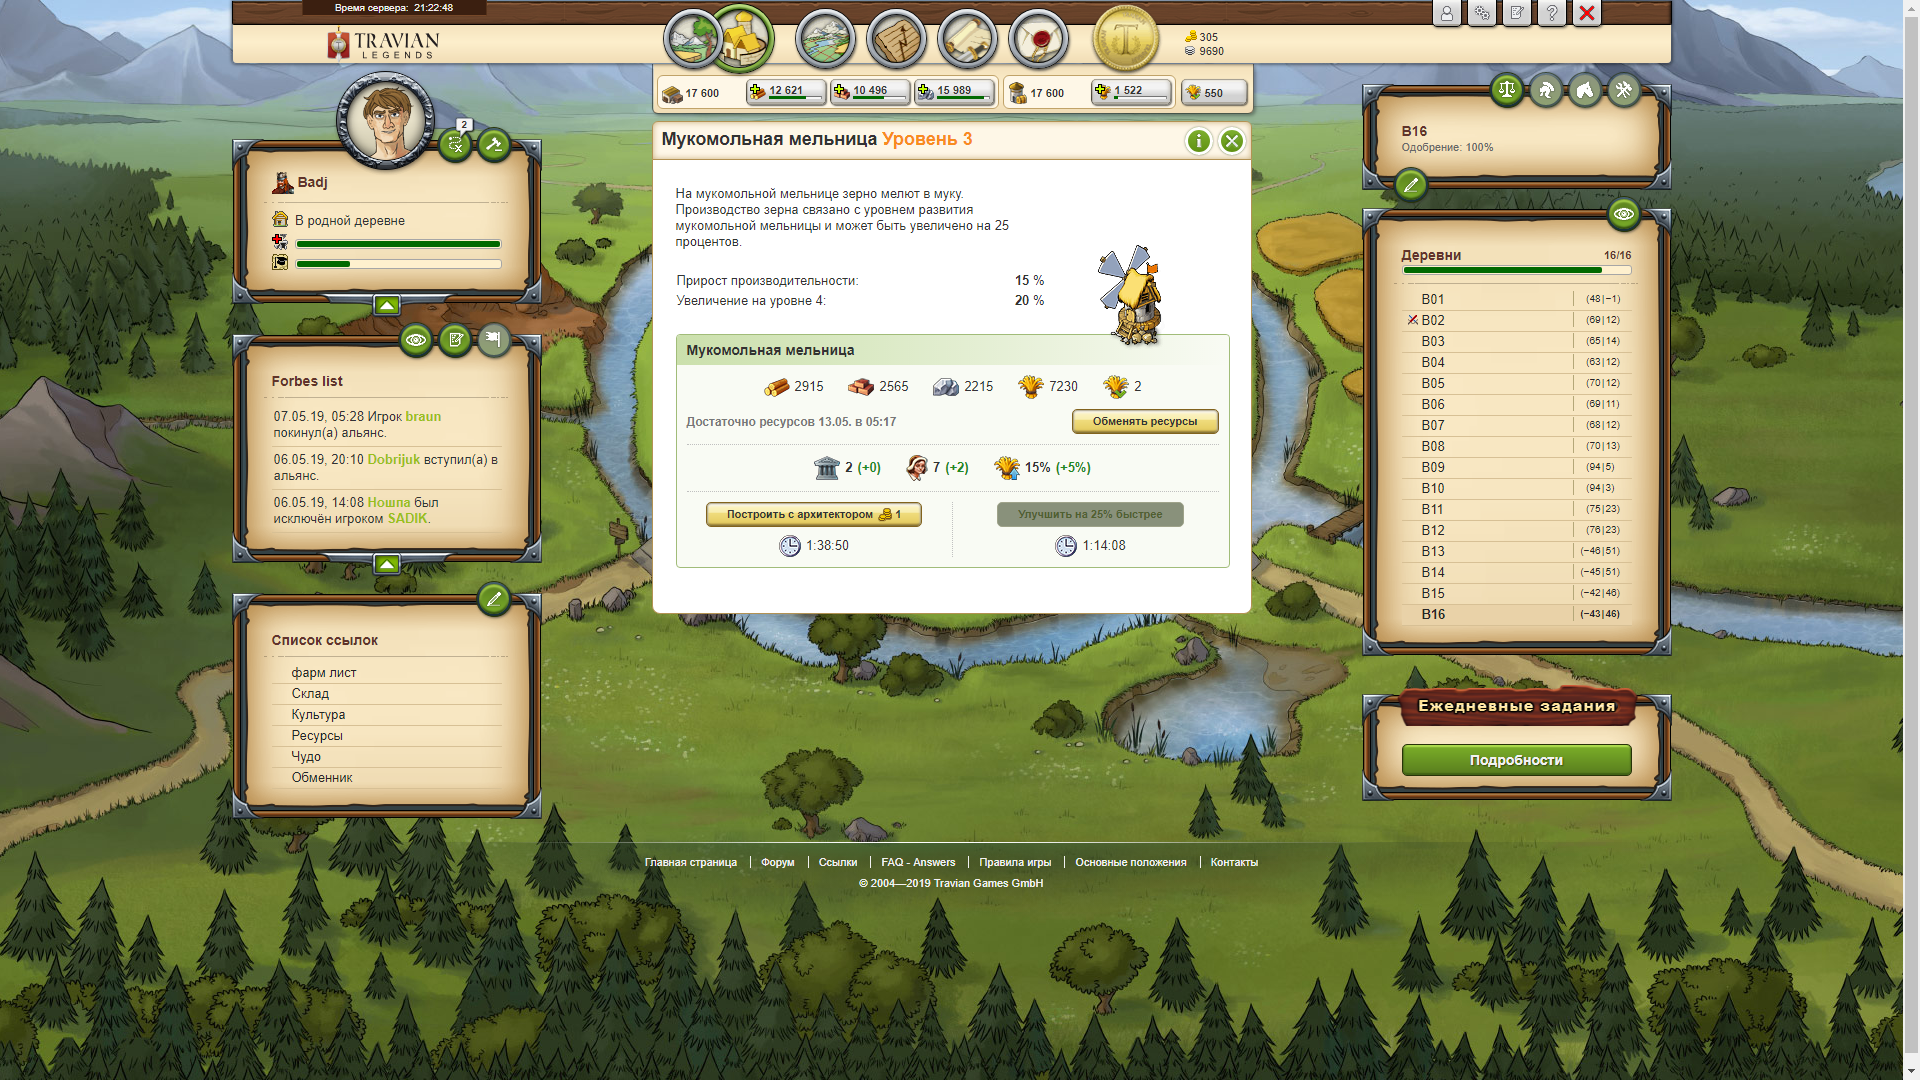 Время сервера: 21:22:48
TRAVIAN
LEGENDS
305
9690
17 600
12 621
10 496
15 989
17 600
1 522
550
2
Badj
В родной деревне
Forbes list
07.05.19, 05:28 Игрок braun
покинул(а) альянс.
06.05.19, 20:10 Dobrijuk вступил(а) в
альянс.
06.05.19, 14:08 Ношпа был
исключён игроком SADIK.
Список ссылок
фарм лист
Склад
Культура
Ресурсы
Чудо
Обменник
Мукомольная мельница Уровень 3
На мукомольной мельнице зерно мелют в муку.
Производство зерна связано с уровнем развития
мукомольной мельницы и может быть увеличено на 25
процентов.
Прирост производительности: 15 %
Увеличение на уровне 4: 20 %
Мукомольная мельница
2915 2565 2215 7230 2
Достаточно ресурсов 13.05. в 05:17
Обменять ресурсы
2 (+0) 7 (+2) 15% (+5%)
Построить с архитектором 1
Улучшить на 25% быстрее
1:38:50
1:14:08
B16
Одобрение: 100%
Деревни 16/16
B01 (48|−1)
B02 (69|12)
B03 (65|14)
B04 (63|12)
B05 (70|12)
B06 (69|11)
B07 (68|12)
B08 (70|13)
B09 (94|5)
B10 (94|3)
B11 (75|23)
B12 (76|23)
B13 (−46|51)
B14 (−45|51)
B15 (−42|46)
B16 (−43|46)
Ежедневные задания
Подробности
Главная страница | Форум | Ссылки | FAQ - Answers | Правила игры | Основные положения | Контакты
© 2004—2019 Travian Games GmbH